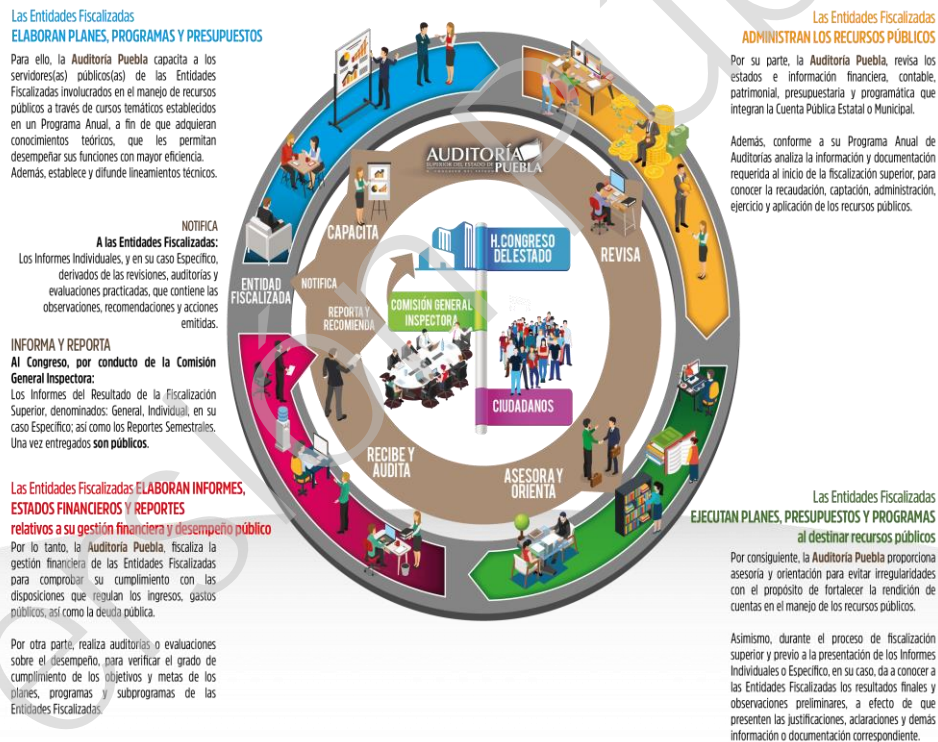 Las Entidades Fiscalizadas
ELABORAN PLANES, PROGRAMAS Y PRESUPUESTOS
Para ello, la Auditoría Puebla capacita a los
servidores(as) públicos(as) de las Entidades
Fiscalizadas involucrados en el manejo de recursos
públicos a través de cursos temáticos establecidos
en un Programa Anual, a fin de que adquieran
conocimientos teóricos, que les permitan
desempeñar sus funciones con mayor eficiencia.
Además, establece y difunde lineamientos técnicos.
NOTIFICA
A las Entidades Fiscalizadas:
Los Informes Individuales, y en su caso Específico,
derivados de las revisiones, auditorías y
evaluaciones practicadas, que contiene las
observaciones, recomendaciones y acciones
emitidas.
INFORMA Y REPORTA
Al Congreso, por conducto de la Comisión
General Inspectora:
Los Informes del Resultado de la Fiscalización
Superior, denominados: General, Individual, en su
caso Específico; así como los Reportes Semestrales.
Una vez entregados son públicos.
Las Entidades Fiscalizadas ELABORAN INFORMES,
ESTADOS FINANCIEROS Y REPORTES
relativos a su gestión financiera y desempeño público
Por lo tanto, la Auditoría Puebla, fiscaliza la
gestión financiera de las Entidades Fiscalizadas
para comprobar su cumplimiento con las
disposiciones que regulan los ingresos, gastos
públicos, así como la deuda pública.
Por otra parte, realiza auditorías o evaluaciones
sobre el desempeño, para verificar el grado de
cumplimiento de los objetivos y metas de los
planes, programas y subprogramas de las
Entidades Fiscalizadas.
AUDITORÍA
SUPERIOR DEL ESTADO DE PUEBLA
CAPACITA
REVISA
H. CONGRESO
DEL ESTADO
ENTIDAD
FISCALIZADA
NOTIFICA
REPORTA Y
RECOMIENDA
COMISIÓN GENERAL
INSPECTORA
CIUDADANOS
RECIBE Y
AUDITA
ASESORA Y
ORIENTA
Las Entidades Fiscalizadas
ADMINISTRAN LOS RECURSOS PÚBLICOS
Por su parte, la Auditoría Puebla, revisa los
estados e información financiera, contable,
patrimonial, presupuestaria y programática que
integran la Cuenta Pública Estatal o Municipal.
Además, conforme a su Programa Anual de
Auditorías analiza la información y documentación
requerida al inicio de la fiscalización superior, para
conocer la recaudación, captación, administración,
ejercicio y aplicación de los recursos públicos.
Las Entidades Fiscalizadas
EJECUTAN PLANES, PRESUPUESTOS Y PROGRAMAS
al destinar recursos públicos
Por consiguiente, la Auditoría Puebla proporciona
asesoría y orientación para evitar irregularidades
con el propósito de fortalecer la rendición de
cuentas en el manejo de los recursos públicos.
Asimismo, durante el proceso de fiscalización
superior y previo a la presentación de los Informes
Individuales o Específico, en su caso, da a conocer a
las Entidades Fiscalizadas los resultados finales y
observaciones preliminares, a efecto de que
presenten las justificaciones, aclaraciones y demás
información o documentación correspondiente.